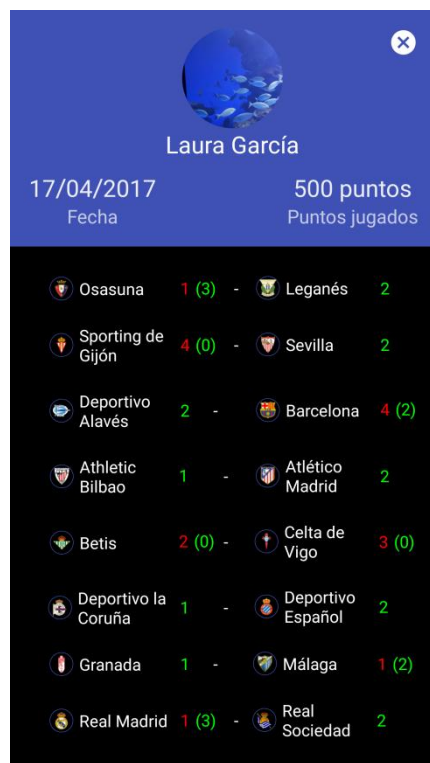 Laura García
17/04/2017 500 puntos
Fecha Puntos jugados
Osasuna 1 (3) - Leganés 2
Sporting de
Gijón 4 (0) - Sevilla 2
Deportivo
Alavés 2 - Barcelona 4 (2)
Athletic
Bilbao 1 - Atlético
Madrid 2
Betis 2 (0) - Celta de
Vigo 3 (0)
Deportivo la
Coruña 1 - Deportivo
Español 2
Granada 1 - Málaga 1 (2)
Real Madrid 1 (3) - Real
Sociedad 2